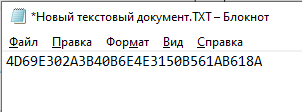 *Новый текстовый документ.TXT – Блокнот
Файл Правка Формат Вид Справка
4D69E302A3B40B6E4E3150B561AB618A